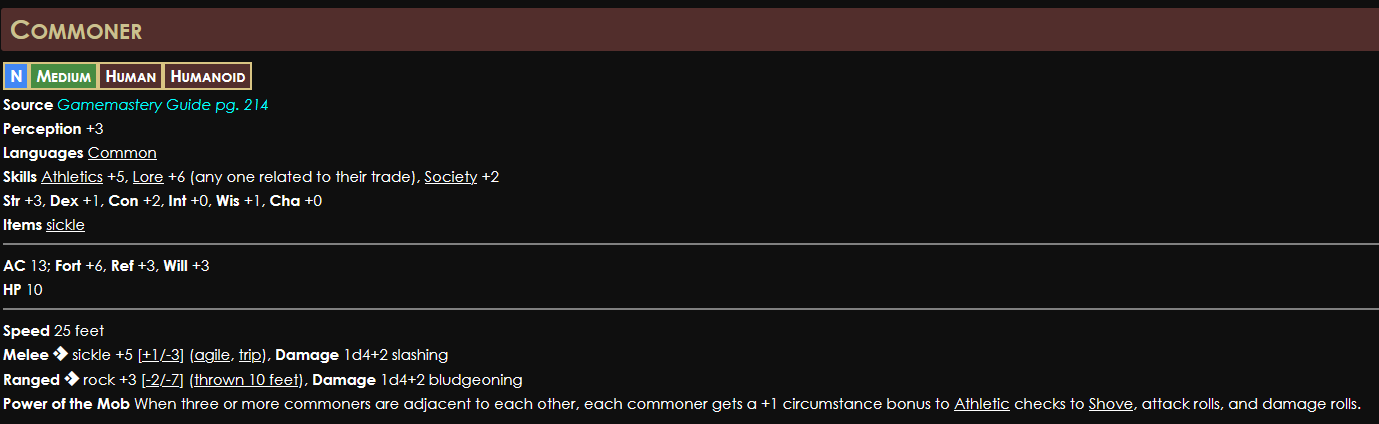 COMMONER
N MEDIUM HUMAN HUMANOID
Source Gamemastery Guide pg. 214
Perception +3
Languages Common
Skills Athletics +5, Lore +6 (any one related to their trade), Society +2
Str +3, Dex +1, Con +2, Int +0, Wis +1, Cha +0
Items sickle
AC 13; Fort +6, Ref +3, Will +3
HP 10
Speed 25 feet
Melee sickle +5 [+1/-3] (agile, trip), Damage 1d4+2 slashing
Ranged rock +3 [-2/-7] (thrown 10 feet), Damage 1d4+2 bludgeoning
Power of the Mob When three or more commoners are adjacent to each other, each commoner gets a +1 circumstance bonus to Athletic checks to Shove, attack rolls, and damage rolls.